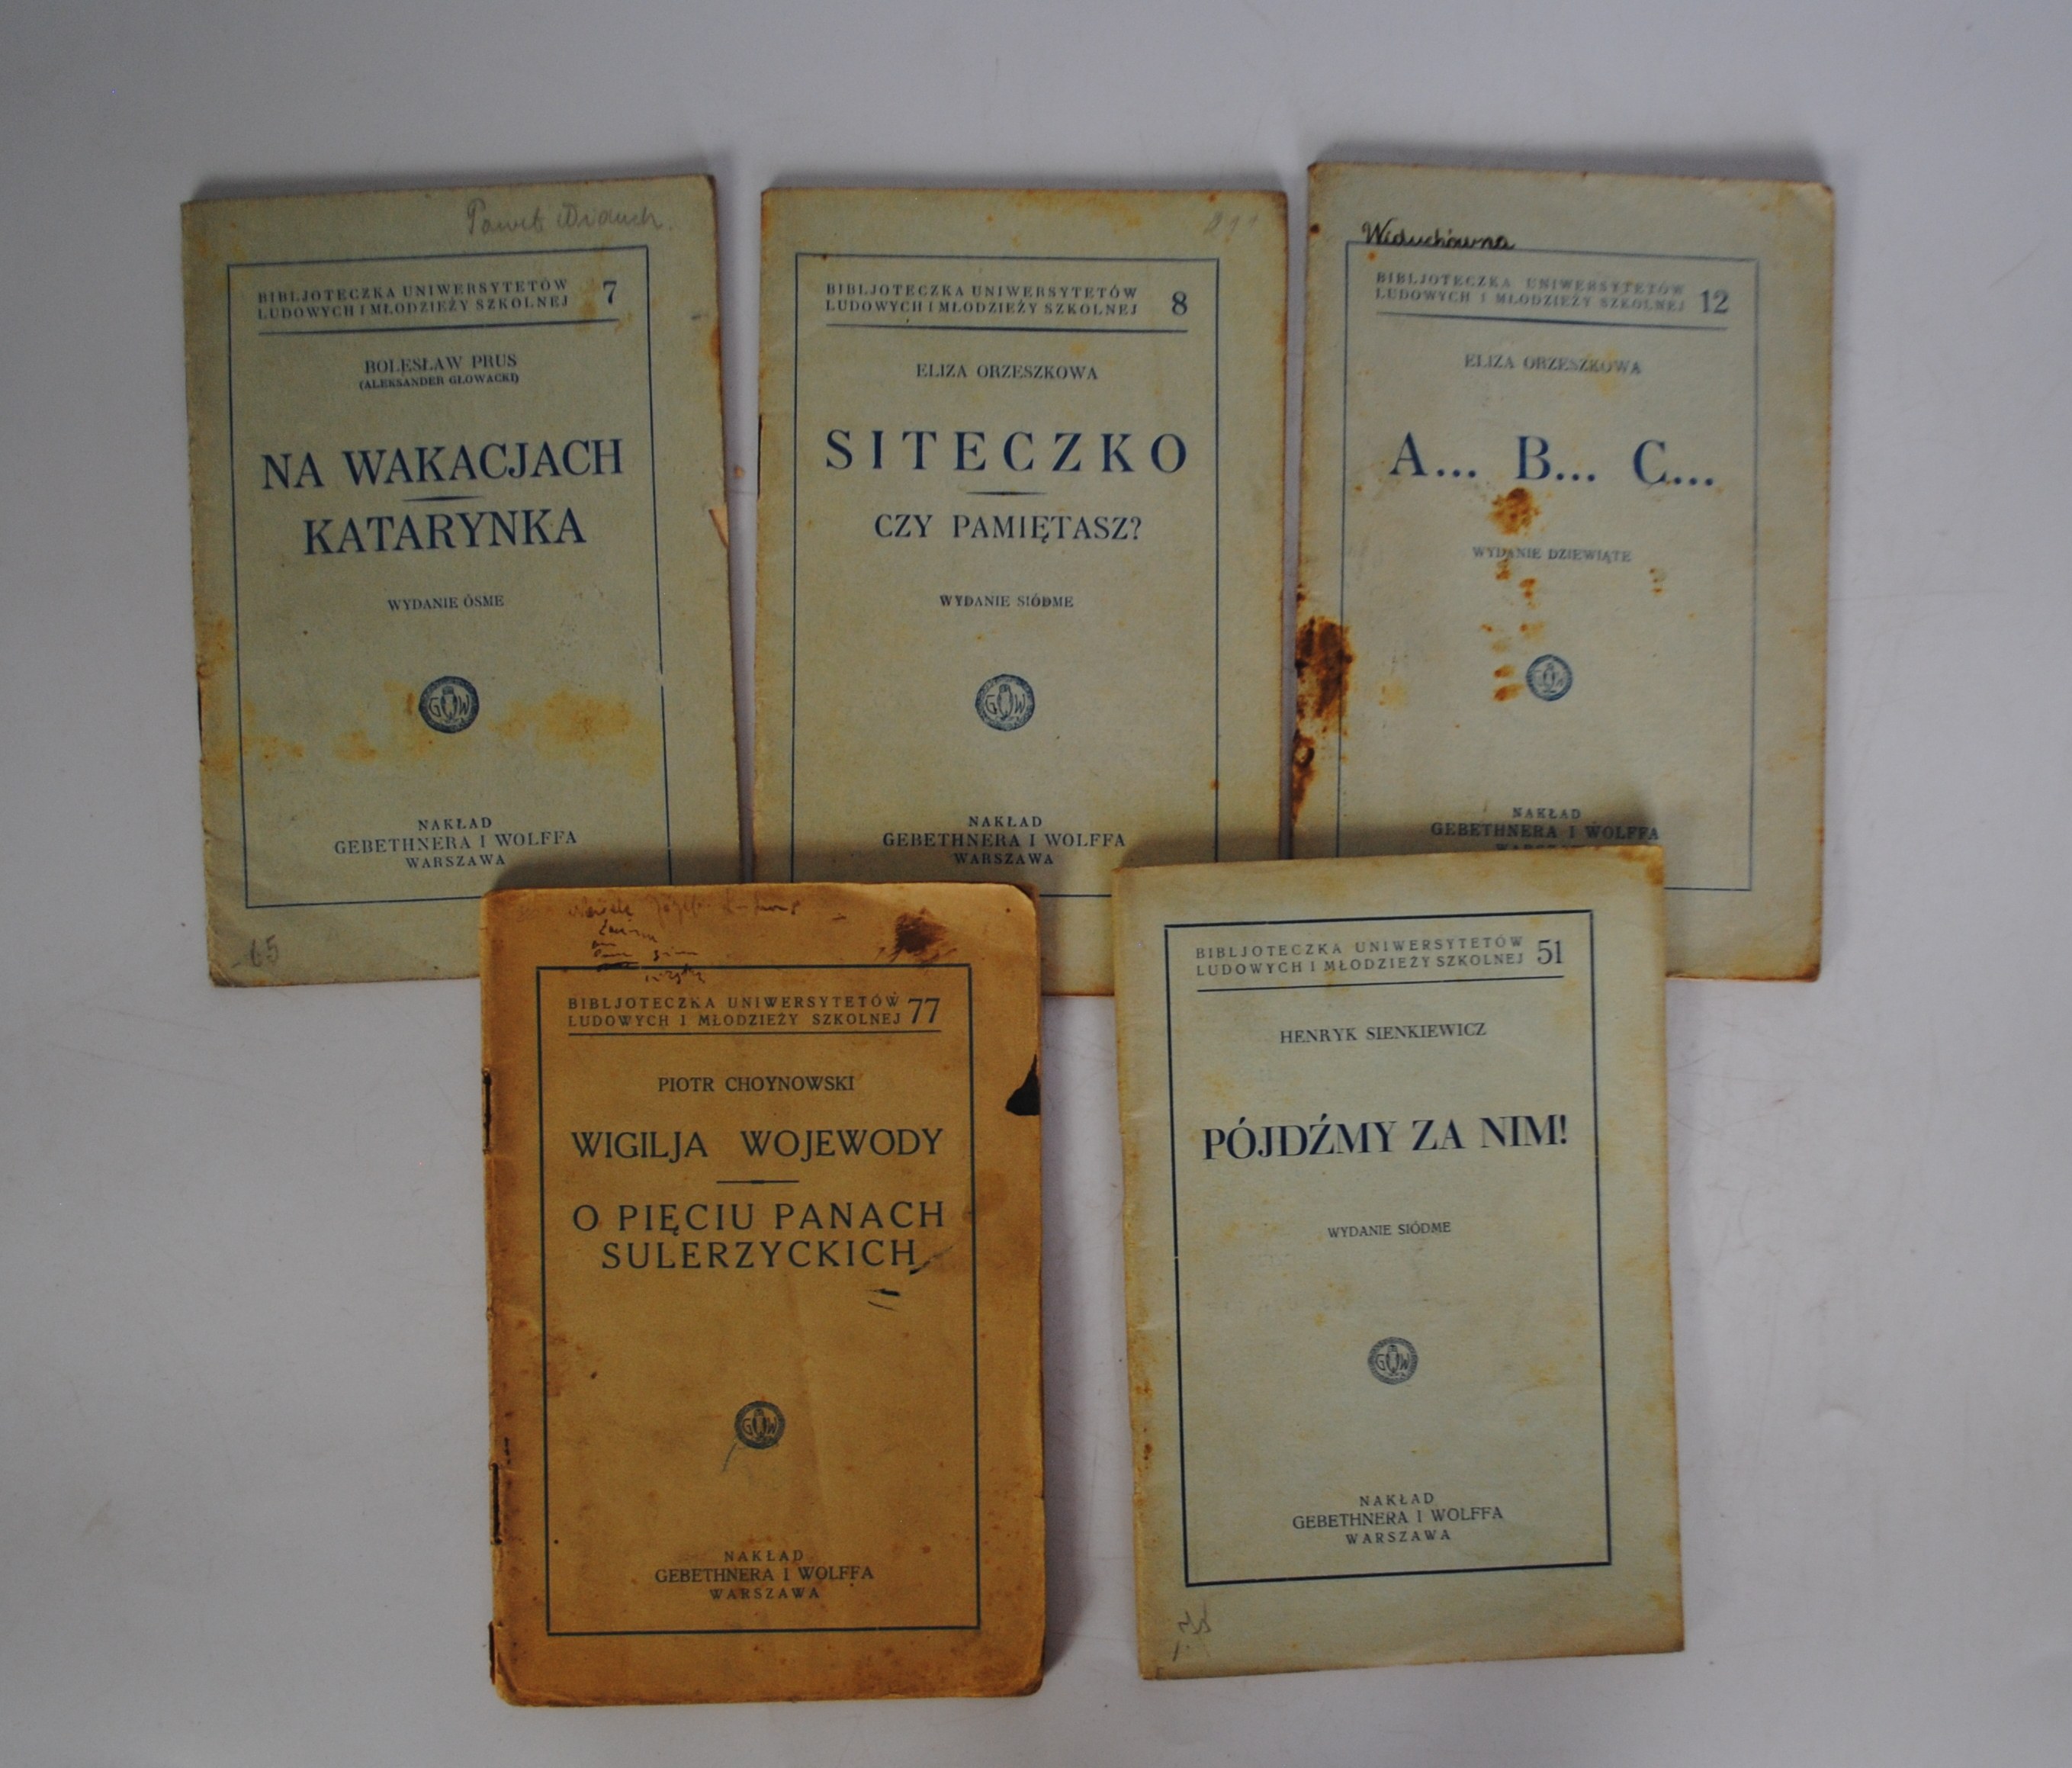 Paweł
BIBLJOTECZKA UNIWERSYTETÓW
LUDOWYCH I MŁODZIEŻY SZKOLNEJ 7
BOLESŁAW PRUS
(ALEKSANDER GŁOWACKI)
NA WAKACJACH
KATARYNKA
WYDANIE ÓSME
G W
NAKŁAD
GEBETHNERA I WOLFFA
WARSZAWA
65
BIBLJOTECZKA UNIWERSYTETÓW
LUDOWYCH I MŁODZIEŻY SZKOLNEJ 8
ELIZA ORZESZKOWA
SITECZKO
CZY PAMIĘTASZ?
WYDANIE SIÓDME
G W
NAKŁAD
GEBETHNERA I WOLFFA
WARSZAWA
Widuchówna
BIBLJOTECZKA UNIWERSYTETÓW
LUDOWYCH I MŁODZIEŻY SZKOLNEJ 12
ELIZA ORZESZKOWA
A... B... C...
WYDANIE DZIEWIĄTE
NAKŁAD
GEBETHNERA I WOLFFA
WARSZAWA
BIBLJOTECZKA UNIWERSYTETÓW
LUDOWYCH I MŁODZIEŻY SZKOLNEJ 77
PIOTR CHOYNOWSKI
WIGILJA WOJEWODY
O PIĘCIU PANACH
SULERZYCKICH
G W
NAKŁAD
GEBETHNERA I WOLFFA
WARSZAWA
BIBLJOTECZKA UNIWERSYTETÓW
LUDOWYCH I MŁODZIEŻY SZKOLNEJ 51
HENRYK SIENKIEWICZ
PÓJDŹMY ZA NIM!
WYDANIE SIÓDME
G W
NAKŁAD
GEBETHNERA I WOLFFA
WARSZAWA